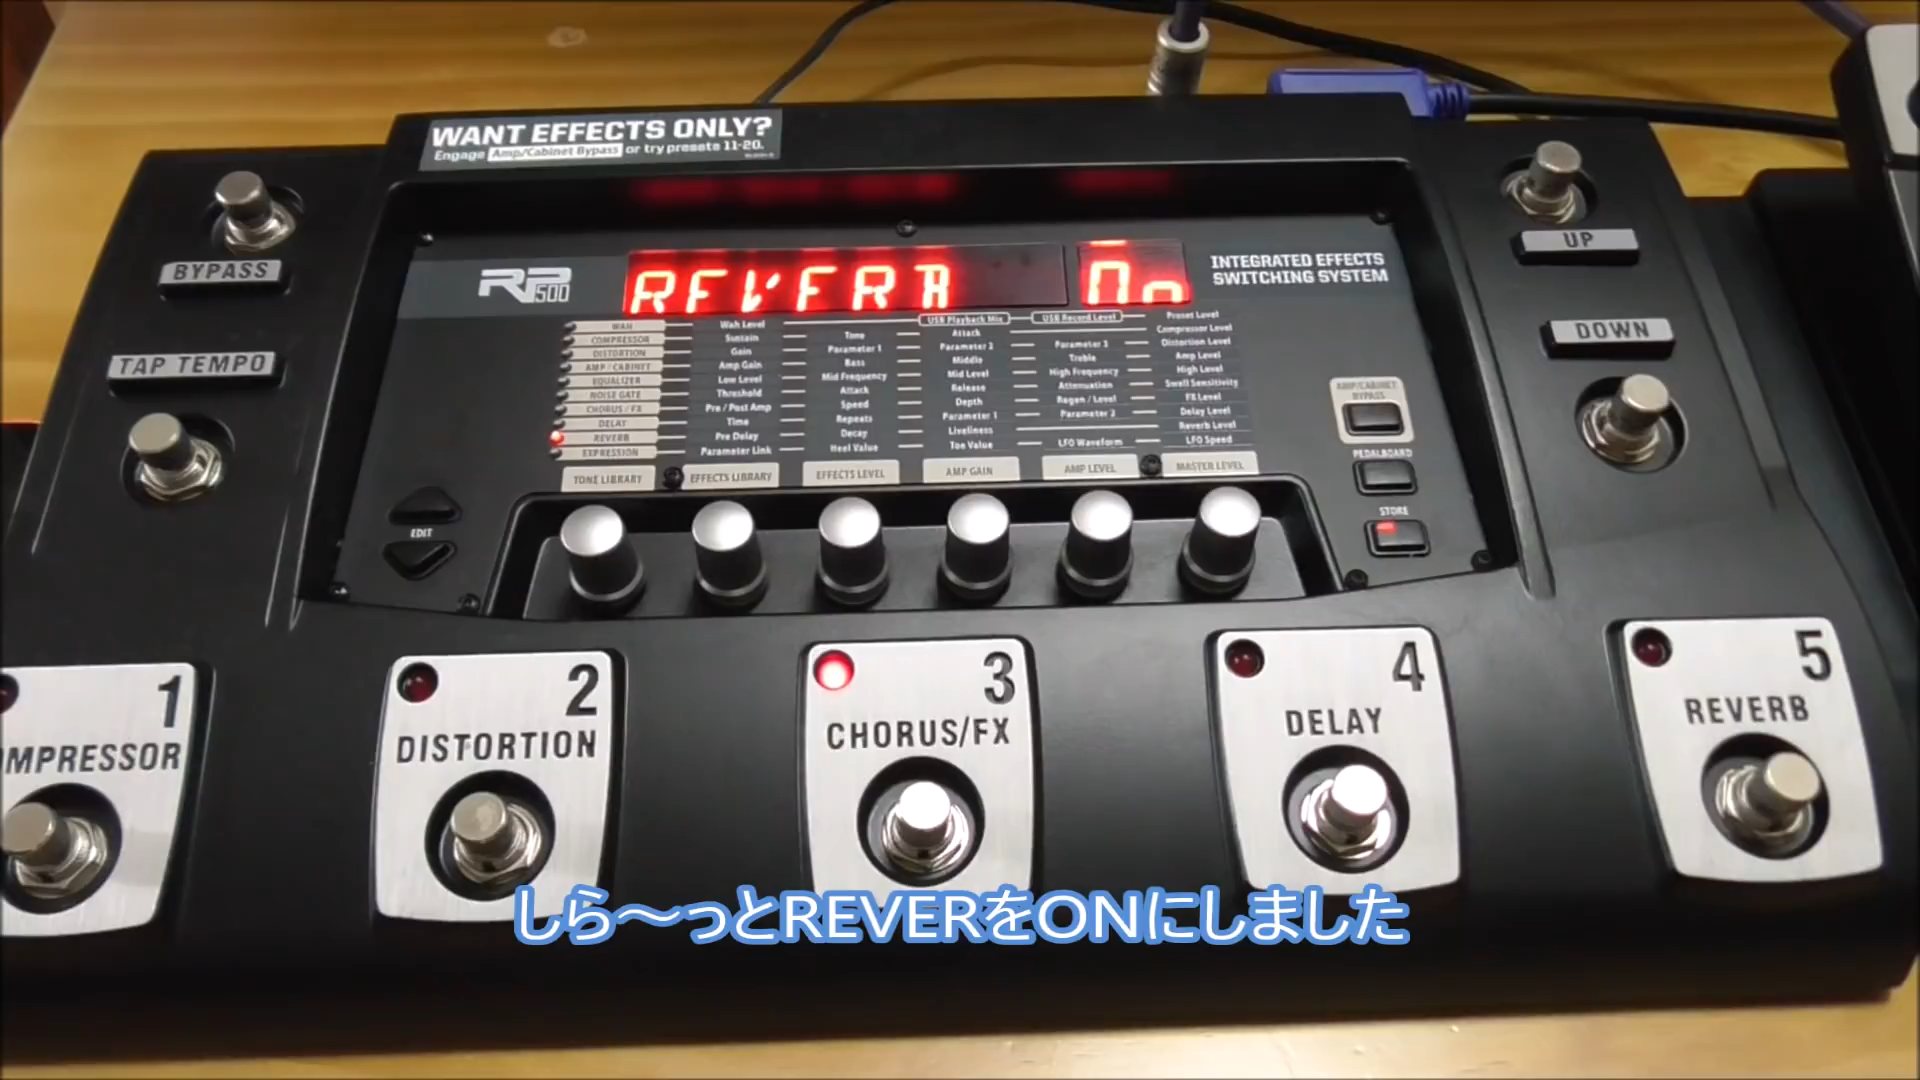 WANT EFFECTS ONLY?
Engage Amp/Cabinet Bypass or try presets 11-20.
BYPASS
TAP TEMPO
RP500
REVERB On
INTEGRATED EFFECTS
SWITCHING SYSTEM
UP
DOWN
USB Playback Mix USB Record Level
WAH Wah Level Preset Level
COMPRESSOR Sustain Tone Attack Compressor Level
DISTORTION Gain Parameter 1 Parameter 2 Parameter 3 Distortion Level
AMP / CABINET Amp Gain Bass Middle Treble Amp Level
EQUALIZER Low Level Mid Frequency Mid Level High Frequency High Level
NOISE GATE Threshold Attack Release Attenuation Swell Sensitivity
CHORUS / FX Pre / Post Amp Speed Depth Regen / Level FX Level
DELAY Time Repeats Parameter 1 Parameter 2 Delay Level
REVERB Pre Delay Decay Liveliness Reverb Level
EXPRESSION Parameter Link Heel Value Toe Value LFO Waveform LFO Speed
TONE LIBRARY EFFECTS LIBRARY EFFECTS LEVEL AMP GAIN AMP LEVEL MASTER LEVEL
AMP/CABINET
BYPASS
PEDALBOARD
STORE
EDIT
1
OMPRESSOR
2
DISTORTION
3
CHORUS/FX
4
DELAY
5
REVERB
しら〜っとREVERをONにしました